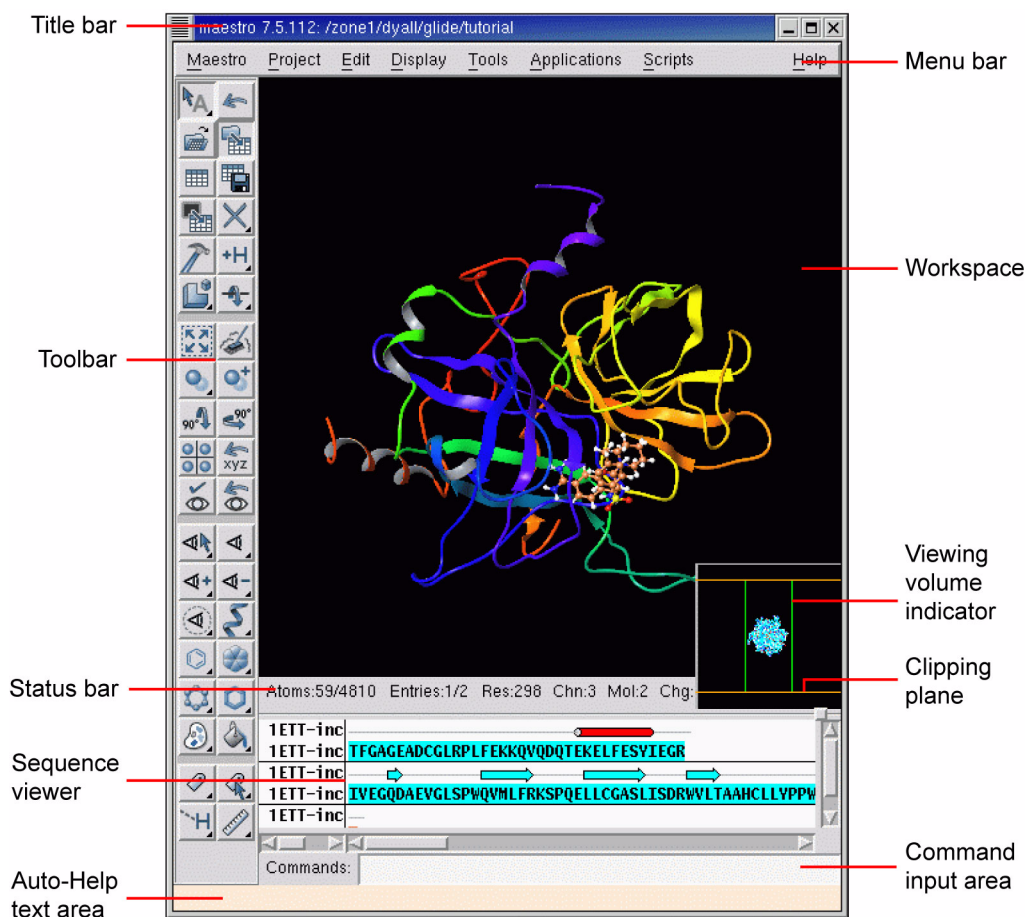 Title bar
maestro 7.5.112: /zone1/dyall/glide/tutorial
Maestro Project Edit Display Tools Applications Scripts Help
Menu bar
A
+H
Workspace
Toolbar
90° 90°
xyz
Viewing
volume
indicator
Clipping
plane
Status bar
Atoms:59/4810 Entries:1/2 Res:298 Chn:3 Mol:2 Chg:
Sequence
viewer
1ETT-inc
1ETT-inc TFGAGEADCGLRPLFEKKQVQDQTEKELFESYIEGR
1ETT-inc
1ETT-inc IVEGQDAEVGLSPWQVMLFRKSPQELLCGASLISDRWVLTAAHCLLYPPW
1ETT-inc
H
Commands:
Command
input area
Auto-Help
text area